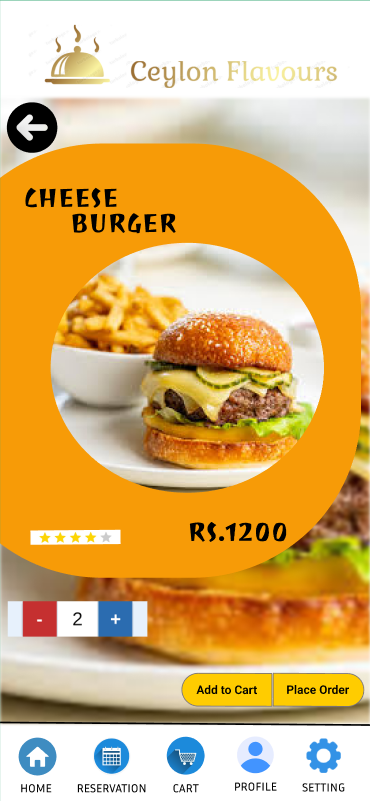 Ceylon Flavours
CHEESE
BURGER
RS.1200
- 2 +
Add to Cart Place Order
HOME RESERVATION CART PROFILE SETTING